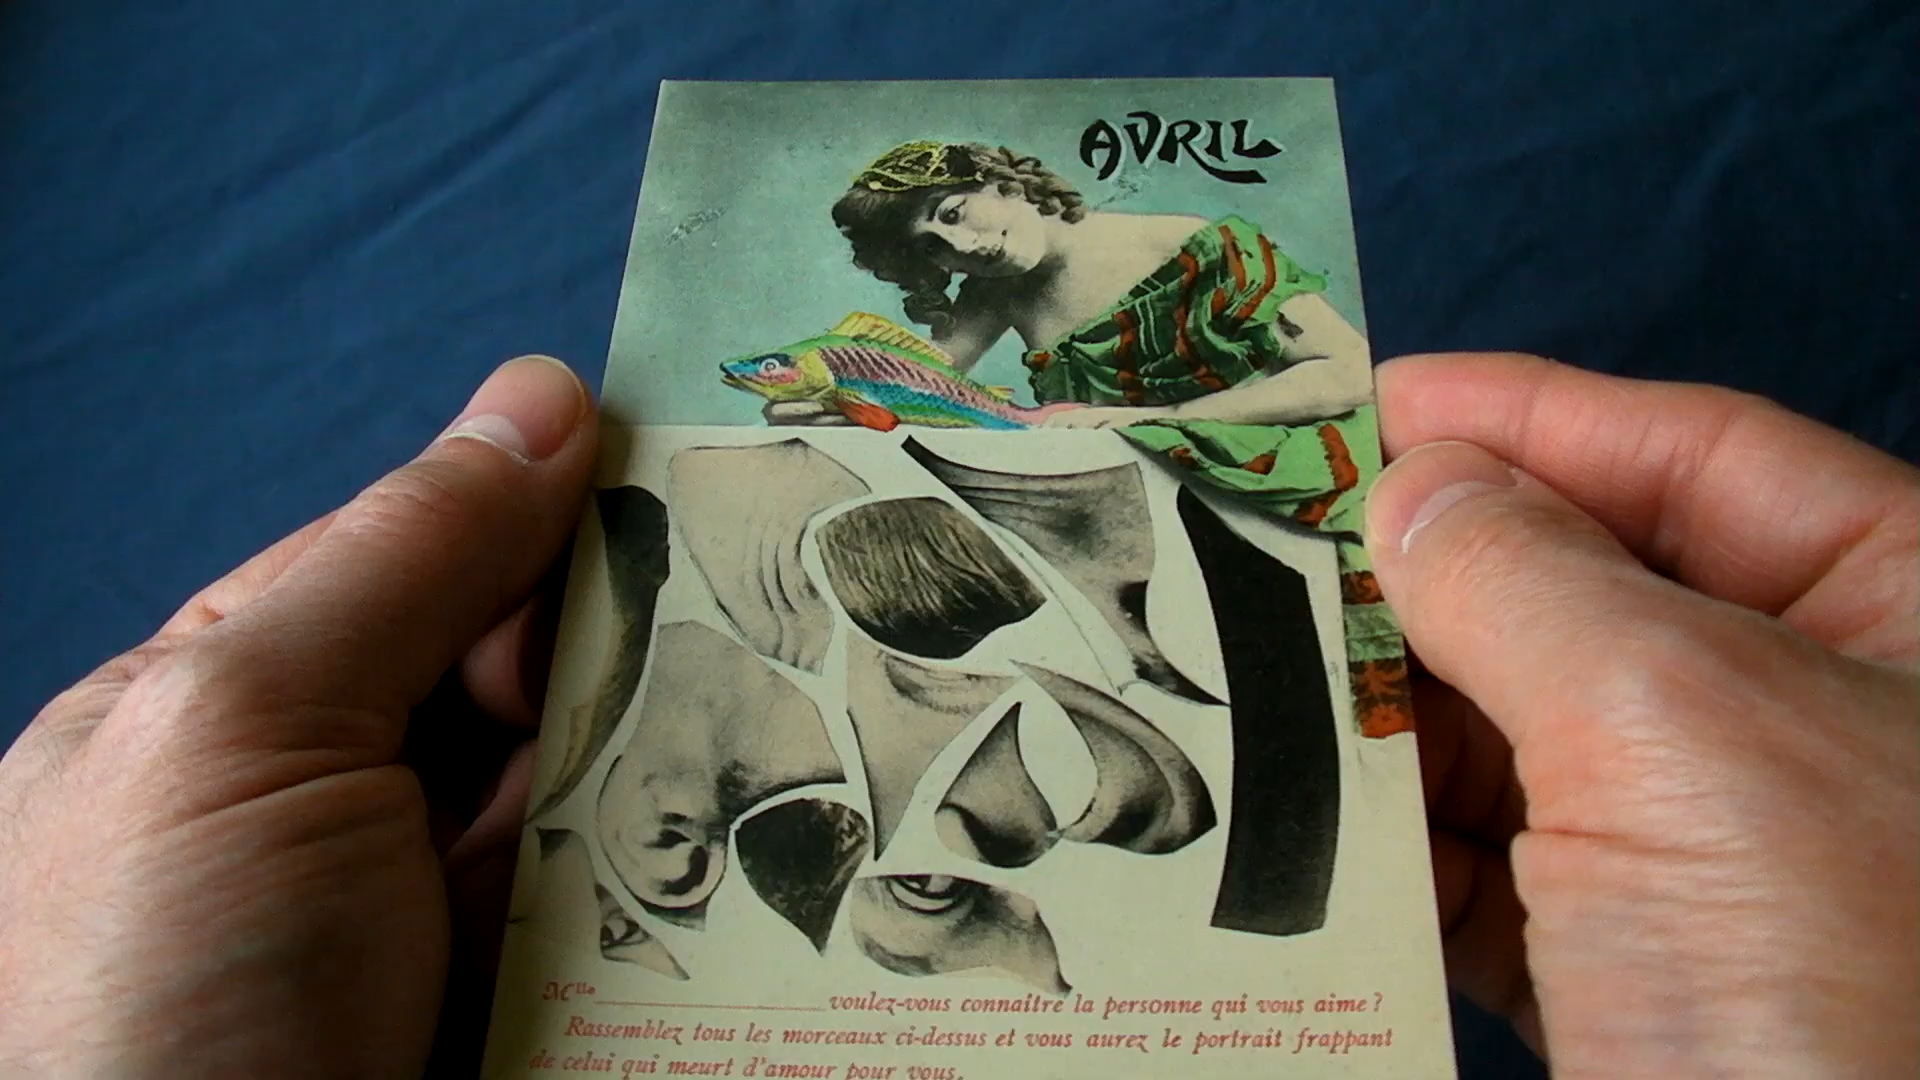 AVRIL
Mlle ____________ voulez-vous connaître la personne qui vous aime ?
Rassemblez tous les morceaux ci-dessus et vous aurez le portrait frappant
de celui qui meurt d'amour pour vous.